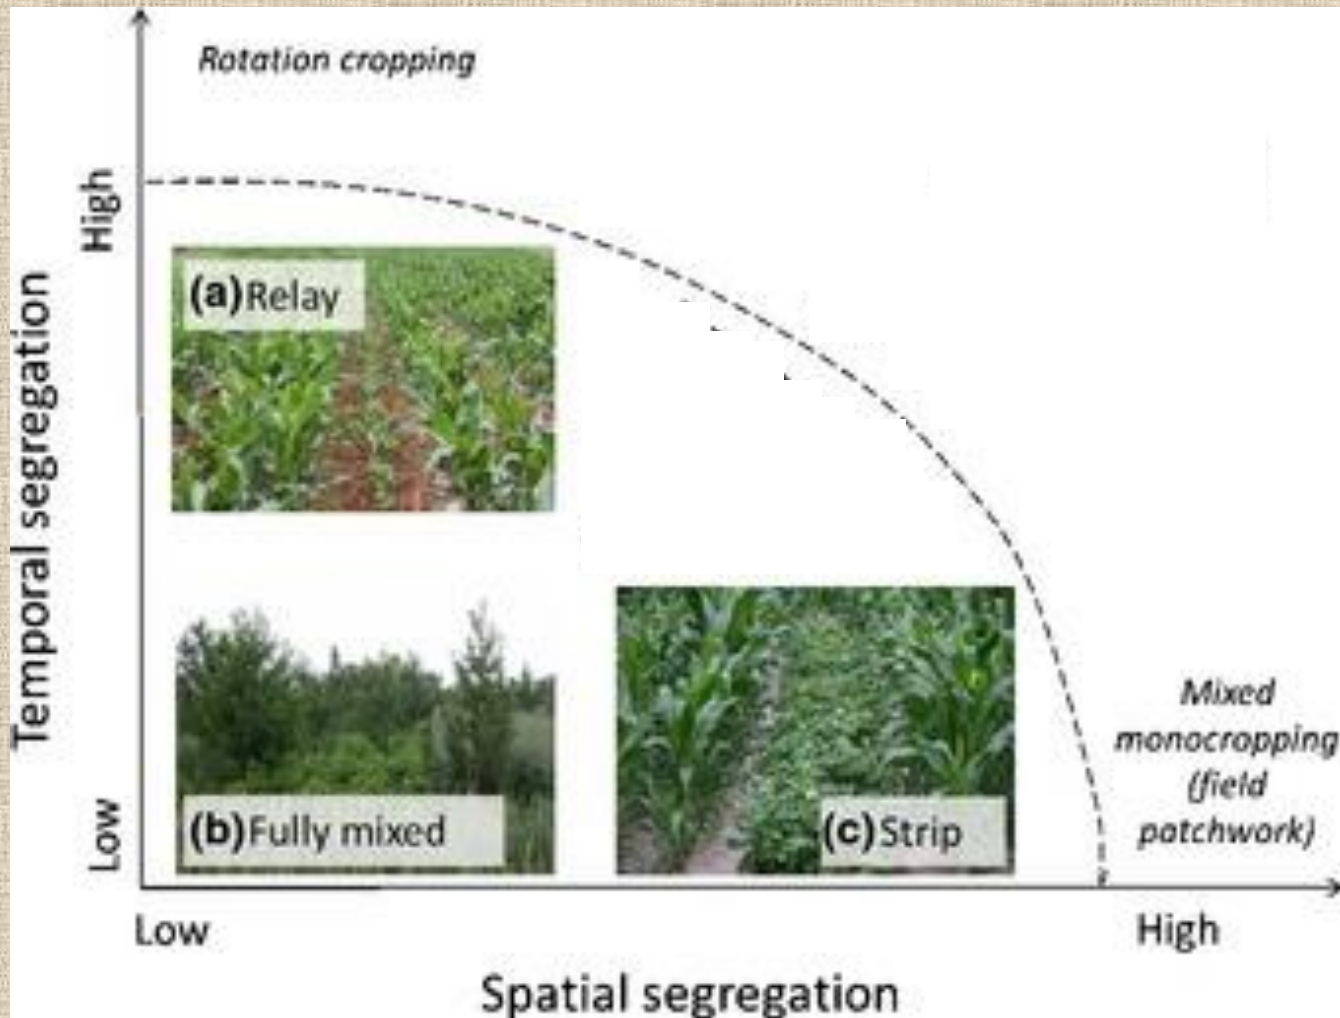 Rotation cropping
High
Temporal segregation
(a) Relay
(b) Fully mixed
(c) Strip
Mixed
monocropping
(field
patchwork)
Low
Low
High
Spatial segregation